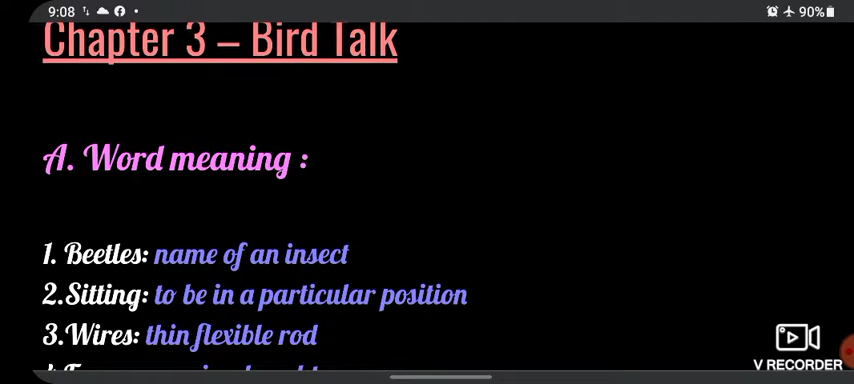 9:08
90%
Chapter 3 – Bird Talk
A. Word meaning :
1. Beetles: name of an insect
2.Sitting: to be in a particular position
3.Wires: thin flexible rod
V RECORDER